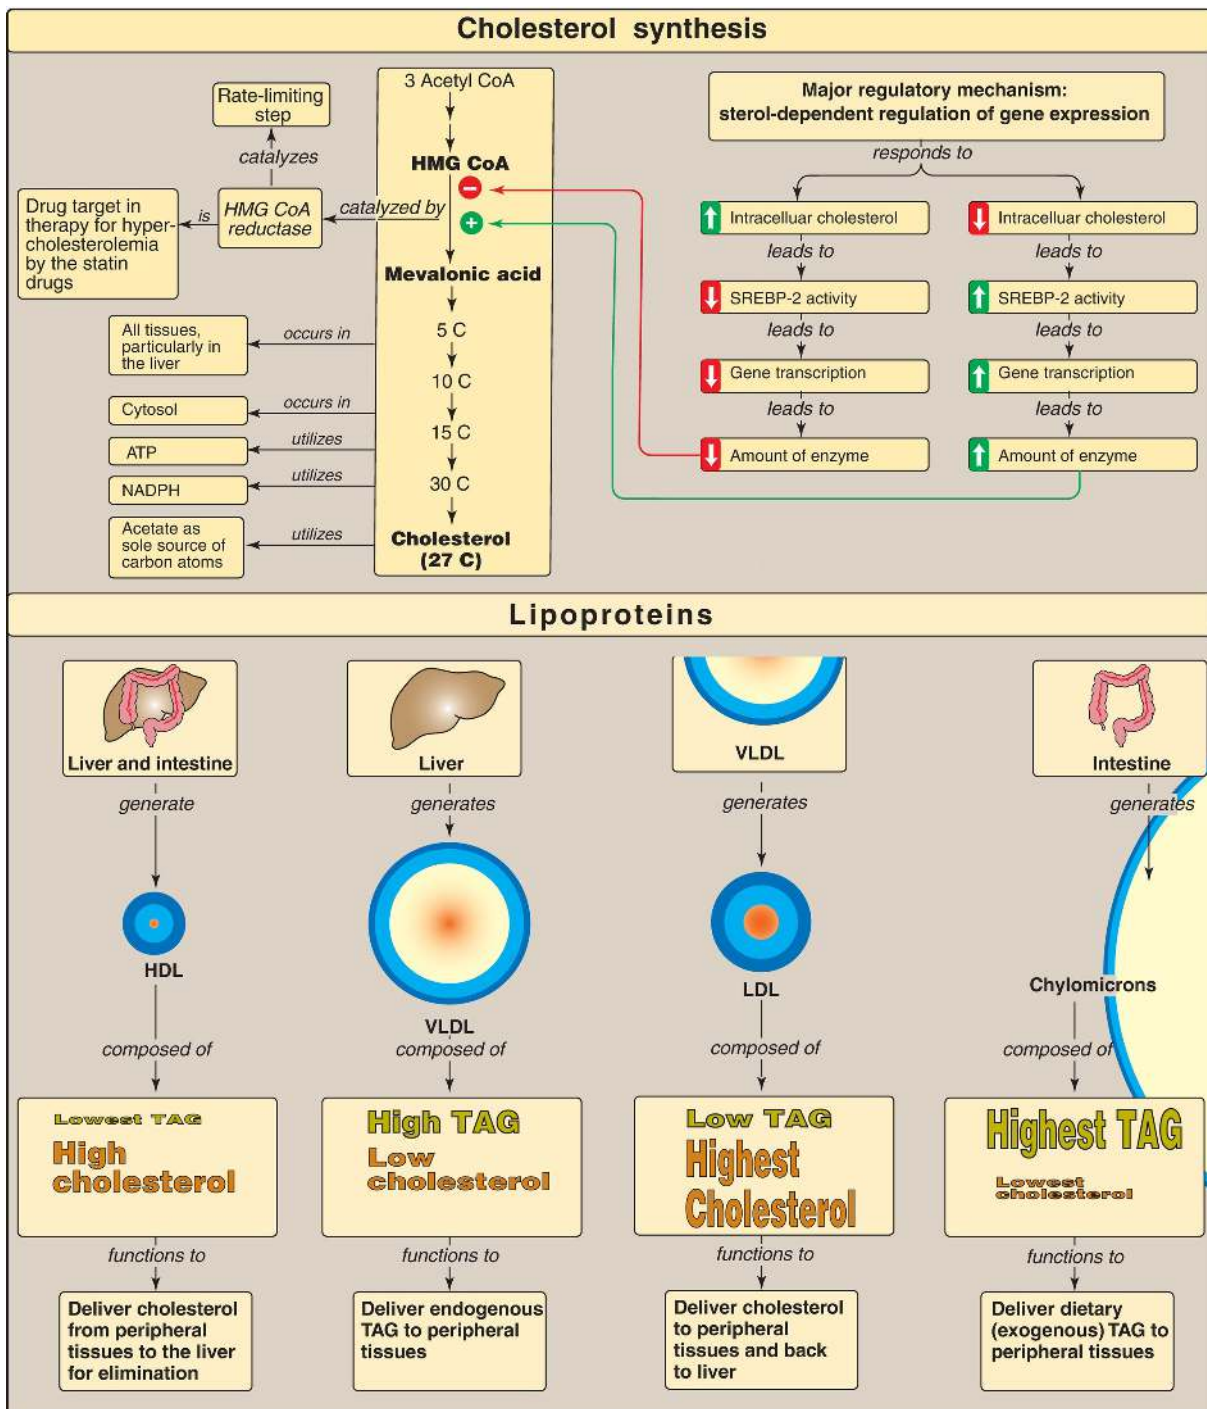 Cholesterol synthesis
3 Acetyl CoA
HMG CoA
−
+
catalyzed by
HMG CoA
reductase
catalyzes
Rate-limiting
step
is
Drug target in
therapy for hyper-
cholesterolemia
by the statin
drugs
Mevalonic acid
5 C
10 C
15 C
30 C
Cholesterol
(27 C)
occurs in
All tissues,
particularly in
the liver
occurs in
Cytosol
utilizes
ATP
utilizes
NADPH
utilizes
Acetate as
sole source of
carbon atoms
Major regulatory mechanism:
sterol-dependent regulation of gene expression
responds to
Intracelluar cholesterol
leads to
SREBP-2 activity
leads to
Gene transcription
leads to
Amount of enzyme
Intracelluar cholesterol
leads to
SREBP-2 activity
leads to
Gene transcription
leads to
Amount of enzyme
Lipoproteins
Liver and intestine
generate
HDL
composed of
Lowest TAG
High
cholesterol
functions to
Deliver cholesterol
from peripheral
tissues to the liver
for elimination
Liver
generates
VLDL
composed of
High TAG
Low
cholesterol
functions to
Deliver endogenous
TAG to peripheral
tissues
VLDL
generates
LDL
composed of
Low TAG
Highest
Cholesterol
functions to
Deliver cholesterol
to peripheral
tissues and back
to liver
Intestine
generates
Chylomicrons
composed of
Highest TAG
Lowest
cholesterol
functions to
Deliver dietary
(exogenous) TAG to
peripheral tissues